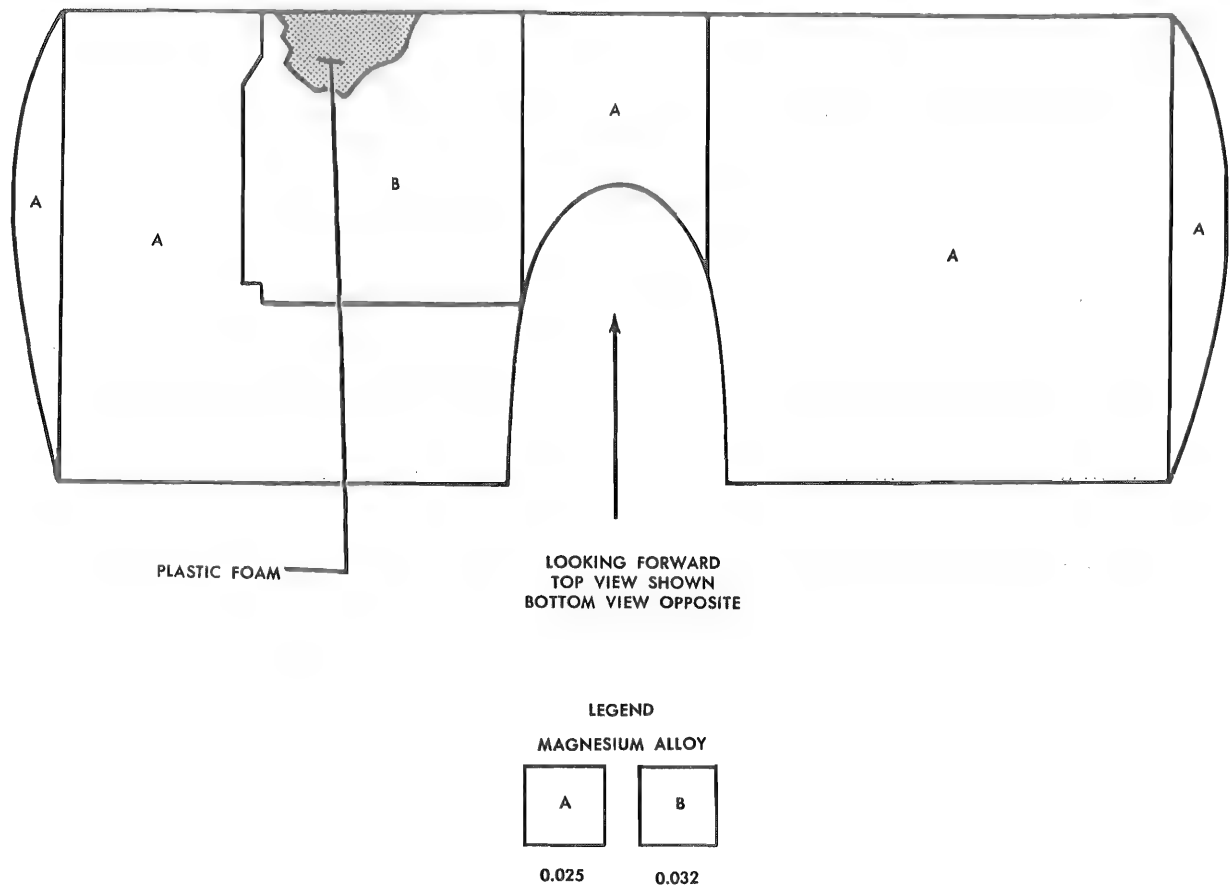 A
B
A
A
A
A
PLASTIC FOAM
LOOKING FORWARD
TOP VIEW SHOWN
BOTTOM VIEW OPPOSITE
LEGEND
MAGNESIUM ALLOY
A B
0.025 0.032